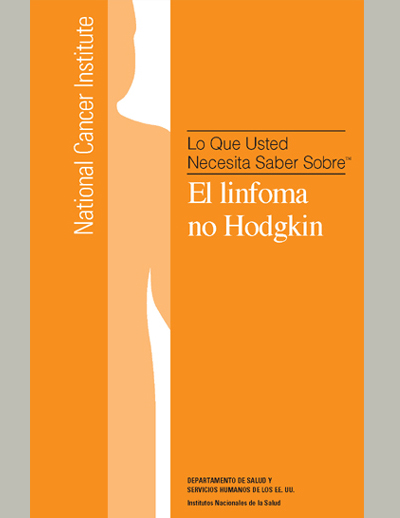 National Cancer Institute
Lo Que Usted
Necesita Saber Sobre™
El linfoma
no Hodgkin
DEPARTAMENTO DE SALUD Y
SERVICIOS HUMANOS DE LOS EE. UU.
Institutos Nacionales de la Salud